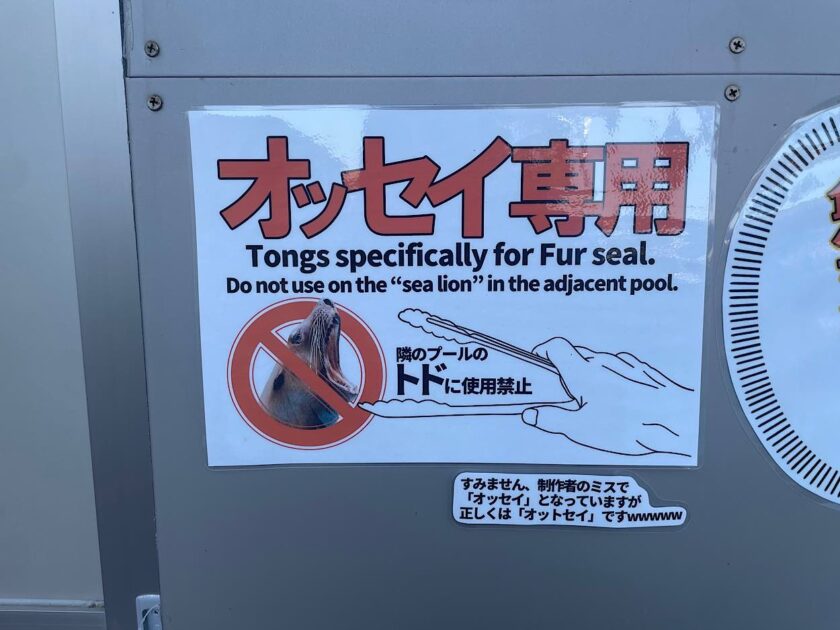 オッセイ専用
Tongs specifically for Fur seal.
Do not use on the “sea lion” in the adjacent pool.
隣のプールの
トドに使用禁止
すみません、制作者のミスで
「オッセイ」となっていますが
正しくは「オットセイ」ですwwwww